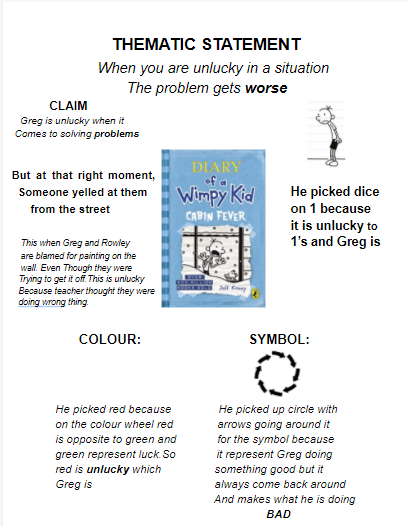 THEMATIC STATEMENT
When you are unlucky in a situation
The problem gets worse
CLAIM
Greg is unlucky when it
Comes to solving problems
But at that right moment,
Someone yelled at them
from the street
This when Greg and Rowley
are blamed for painting on the
wall. Even Though they were
Trying to get it off. This is unlucky
Because teacher thought they were
doing wrong thing.
DIARY
of a
Wimpy Kid
CABIN FEVER
Jeff Kinney
He picked dice
on 1 because
it is unlucky to
1's and Greg is
COLOUR:
He picked red because
on the colour wheel red
is opposite to green and
green represent luck.So
red is unlucky which
Greg is
SYMBOL:
He picked up circle with
arrows going around it
for the symbol because
it represent Greg doing
something good but it
always come back around
And makes what he is doing
BAD